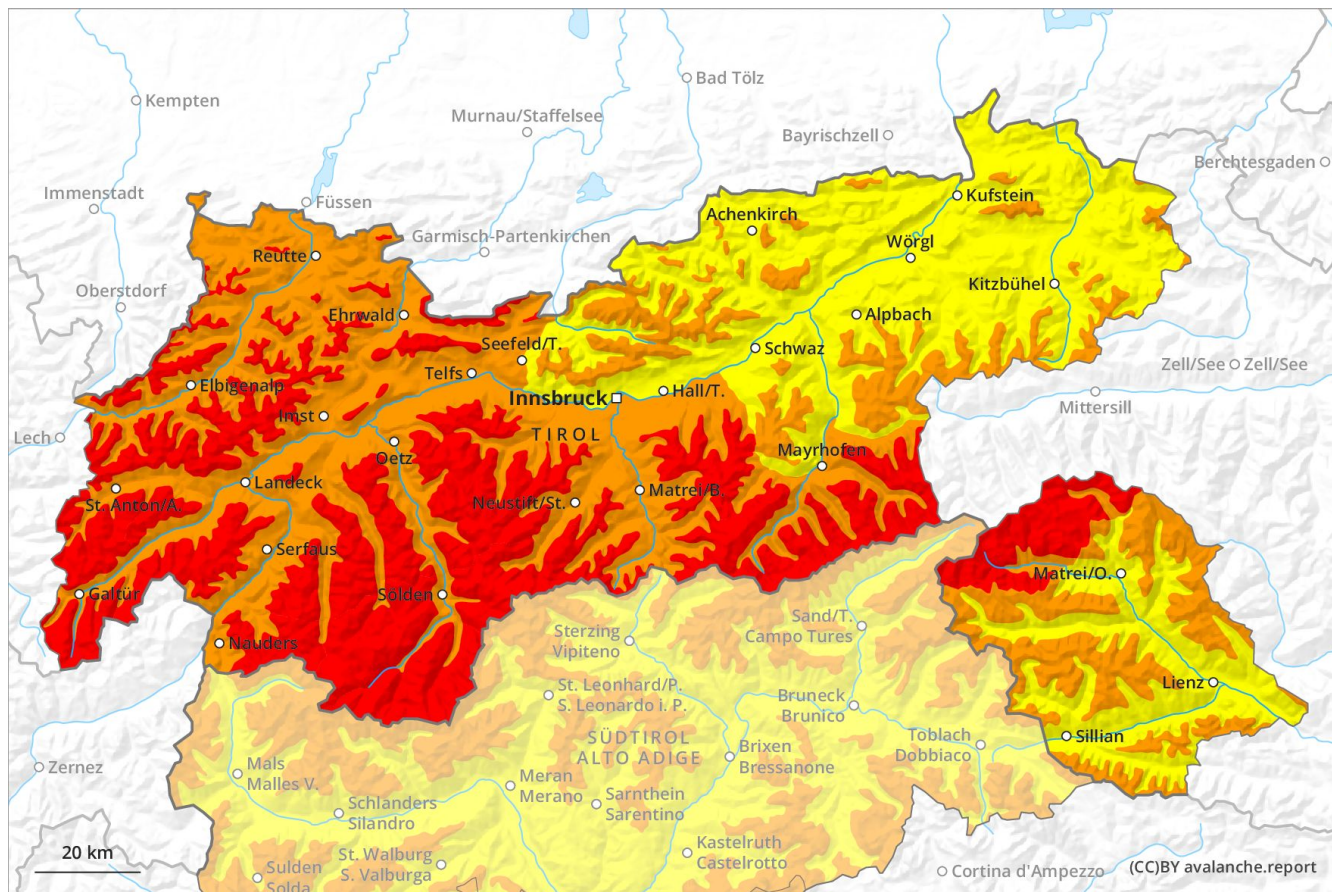 Bad Tölz
Kempten
Murnau/Staffelsee
Bayrischzell
Berchtesgaden
Immenstadt
Füssen
Kufstein
Achenkirch
Garmisch-Partenkirchen
Wörgl
Reutte
Kitzbühel
Oberstdorf
Ehrwald
Alpbach
Seefeld/T.
Schwaz
Zell/See
Zell/See
Telfs
Elbigenalp
Hall/T.
Innsbruck
Mittersill
Imst
TIROL
Lech
Mayrhofen
Oetz
Landeck
Matrei/B.
St. Anton/A.
Neustift/St.
Serfaus
Matrei/O.
Galtür
Sölden
Sand/T.
Campo Tures
Sterzing
Vipiteno
Nauders
Lienz
St. Leonhard/P.
S. Leonardo i. P.
Bruneck
Brunico
Sillian
SÜDTIROL
ALTO ADIGE
Toblach
Dobbiaco
Brixen
Bressanone
Zernez
Mals
Malles V.
Meran
Merano
Sarnthein
Sarentino
Schlanders
Silandro
Kastelruth
Castelrotto
20 km
St. Walburg
S. Valburga
Sulden
Solda
Cortina d'Ampezzo
(CC)BY avalanche.report